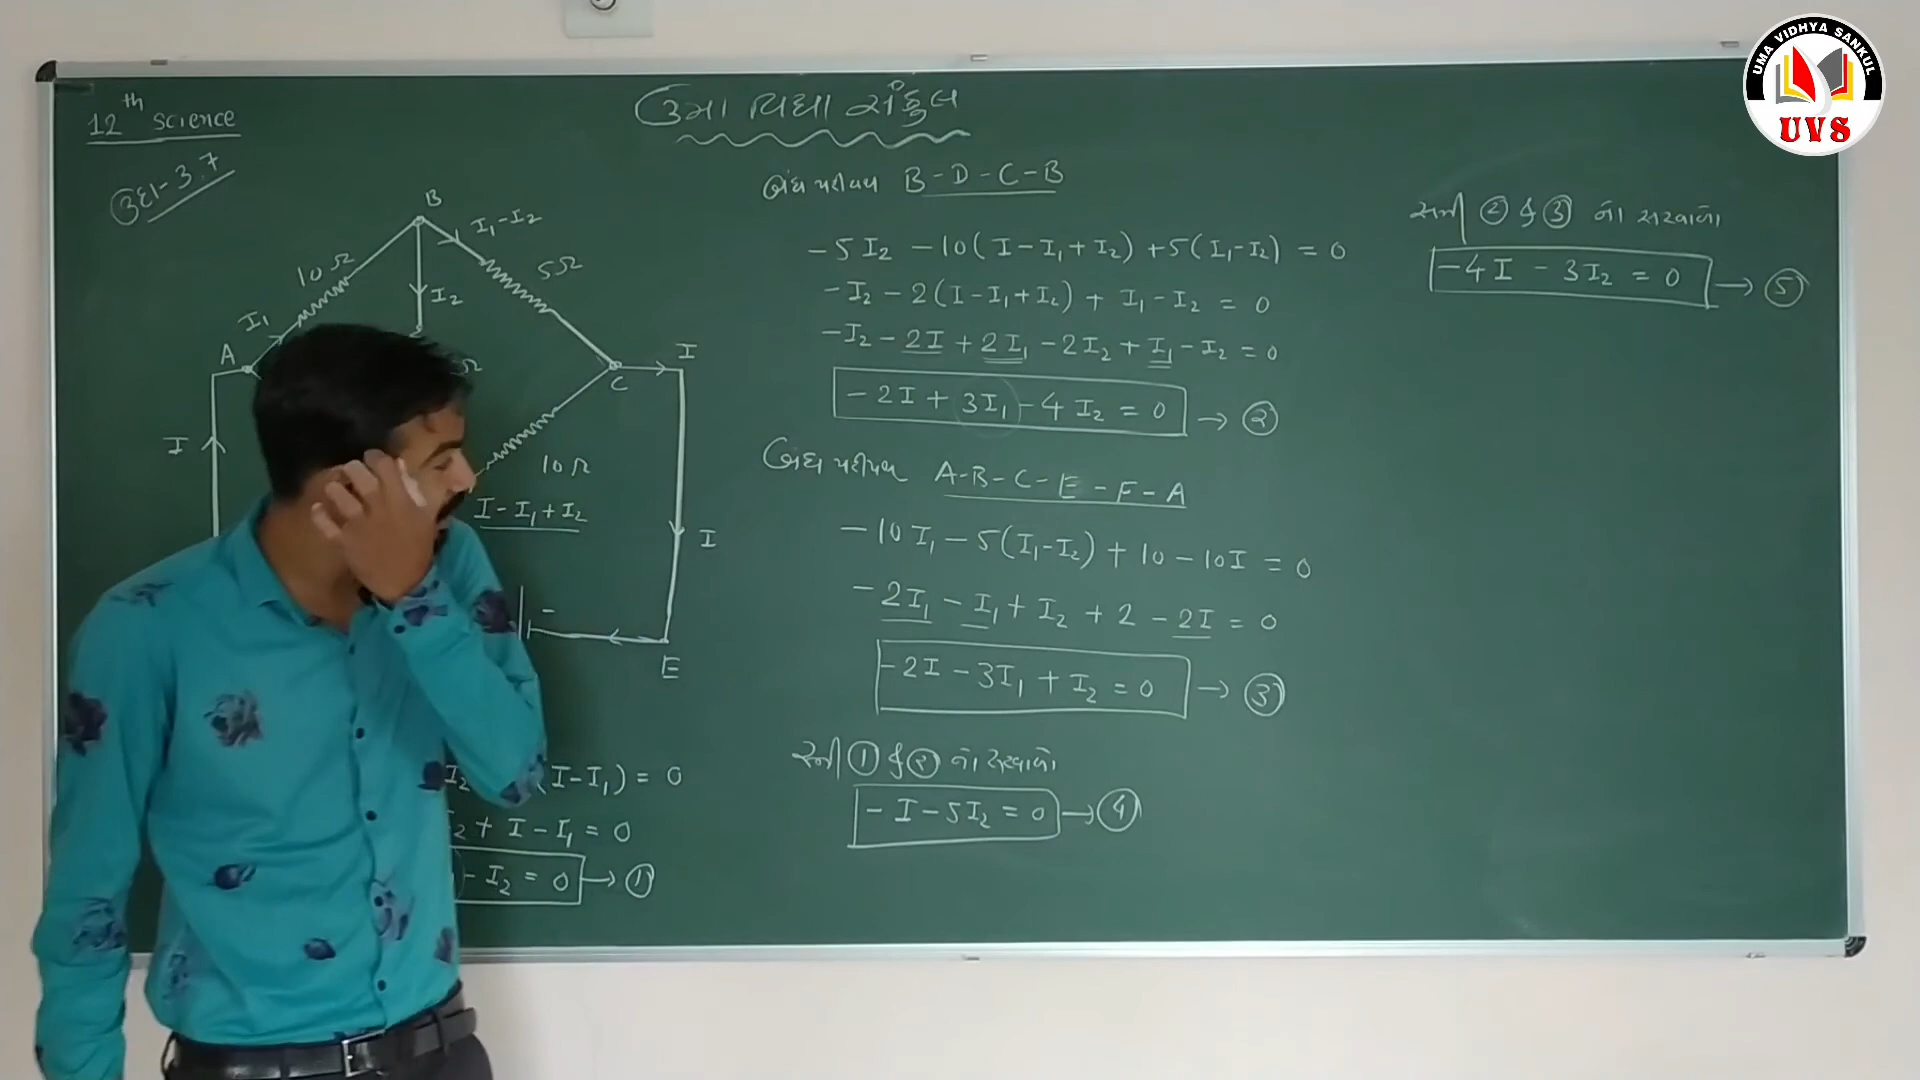 UMA VIDHYA SANKUL
UVS
12th science
ઉમા વિદ્યા સંકુલ
ઉદા-3.7
B
I₁-I₂
10Ω
5Ω
I₂
I₁
A
I
C
I
10Ω
I-I₁+I₂
I
-
E
I₂ (I-I₁) = 0
I₂ + I - I₁ = 0
- I₂ = 0 → ①
બંધ પરીપથ B-D-C-B
-5I₂ -10(I-I₁+I₂) +5(I₁-I₂) = 0
-I₂ -2(I-I₁+I₂) + I₁-I₂ = 0
-I₂ -2I +2I₁ -2I₂ +I₁ -I₂ = 0
-2I + 3I₁ -4I₂ = 0 → ②
બંધ પરીપથ A-B-C-E-F-A
-10I₁ -5(I₁-I₂) + 10 - 10I = 0
-2I₁ - I₁ + I₂ + 2 - 2I = 0
-2I - 3I₁ + I₂ = 0 → ③
સમી ① & ② નો સરવાળો
-I-5I₂ = 0 → ④
સમી ② & ③ નો સરવાળો
-4I - 3I₂ = 0 → ⑤